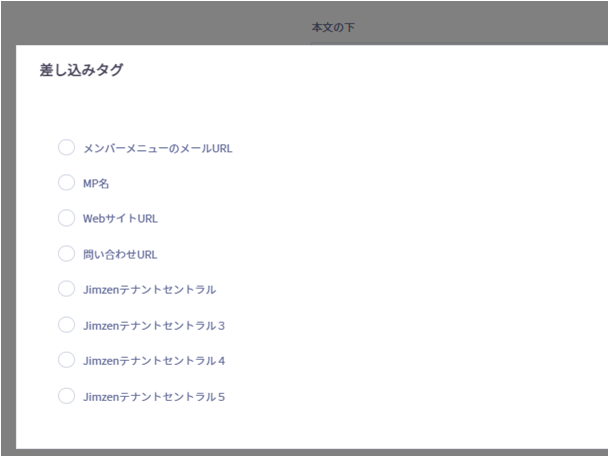 本文の下
差し込みタグ
メンバーメニューのメールURL
MP名
WebサイトURL
問い合わせURL
Jimzenテナントセントラル
Jimzenテナントセントラル３
Jimzenテナントセントラル４
Jimzenテナントセントラル５